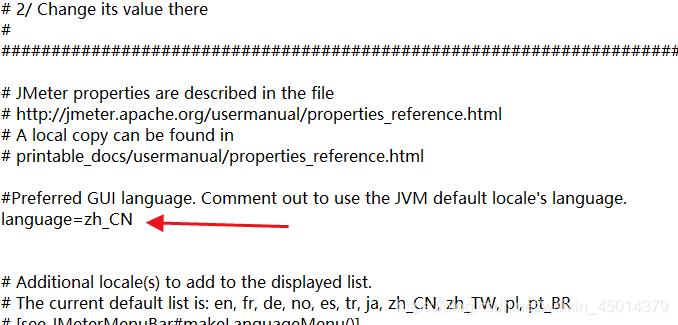 # 2/ Change its value there
#
####################################################################
# JMeter properties are described in the file
# http://jmeter.apache.org/usermanual/properties_reference.html
# A local copy can be found in
# printable_docs/usermanual/properties_reference.html
#Preferred GUI language. Comment out to use the JVM default locale's language.
language=zh_CN
# Additional locale(s) to add to the displayed list.
# The current default list is: en, fr, de, no, es, tr, ja, zh_CN, zh_TW, pl, pt_BR
# [see JMeterMenuBar#makeLanguageMenu()]